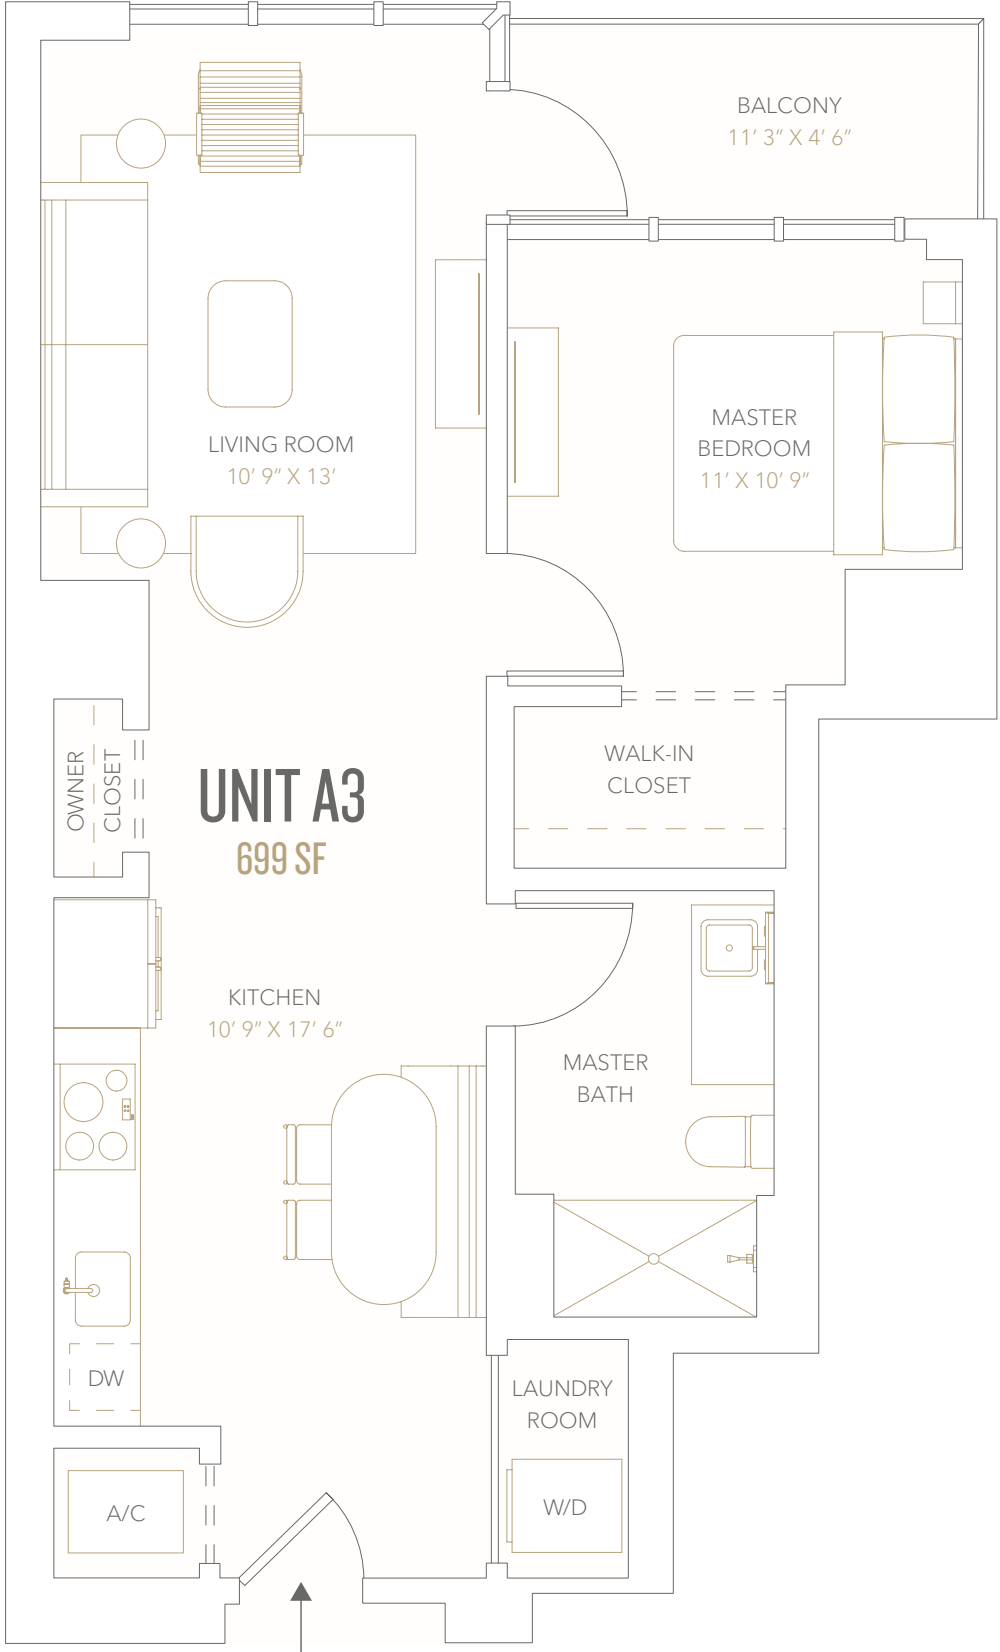 BALCONY
11’ 3” X 4’ 6”
LIVING ROOM
10’ 9” X 13’
MASTER
BEDROOM
11’ X 10’ 9”
OWNER
CLOSET
UNIT A3
699 SF
WALK-IN
CLOSET
KITCHEN
10’ 9” X 17’ 6”
MASTER
BATH
DW
LAUNDRY
ROOM
A/C
W/D